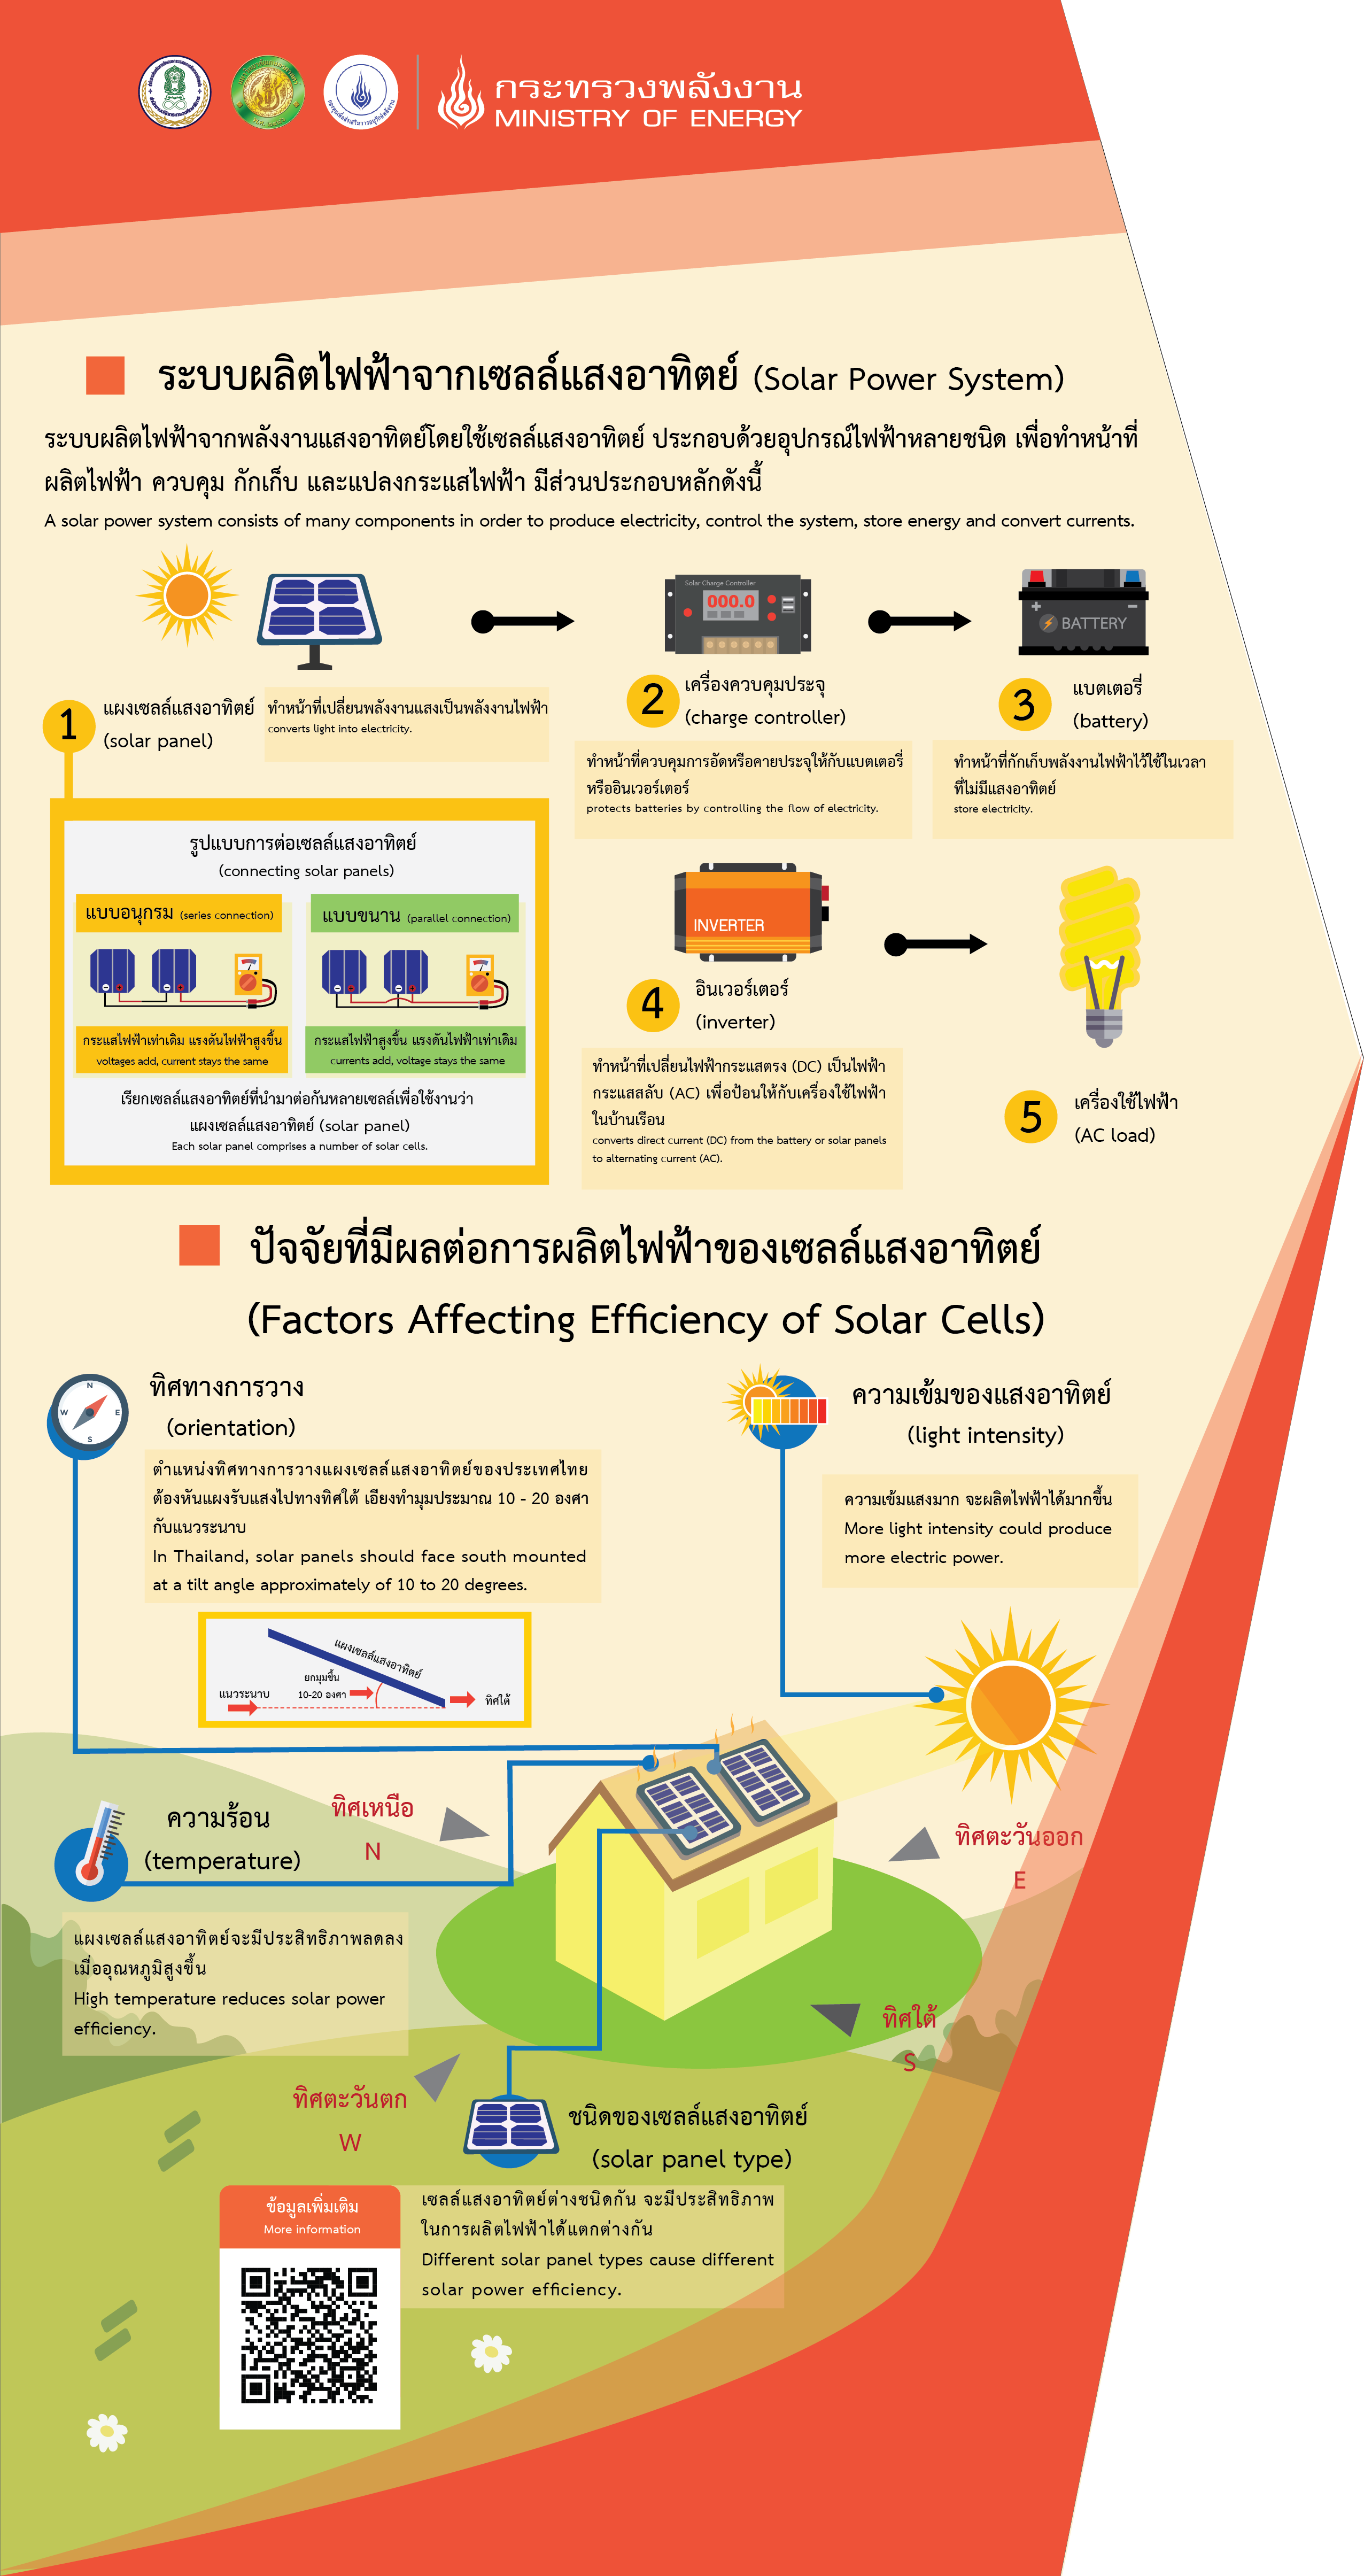 กระทรวงพลังงาน
MINISTRY OF ENERGY
ระบบผลิตไฟฟ้าจากเซลล์แสงอาทิตย์ (Solar Power System)
ระบบผลิตไฟฟ้าจากพลังงานแสงอาทิตย์โดยใช้เซลล์แสงอาทิตย์ ประกอบด้วยอุปกรณ์ไฟฟ้าหลายชนิด เพื่อทำหน้าที่
ผลิตไฟฟ้า ควบคุม กักเก็บ และแปลงกระแสไฟฟ้า มีส่วนประกอบหลักดังนี้
A solar power system consists of many components in order to produce electricity, control the system, store energy and convert currents.
1
แผงเซลล์แสงอาทิตย์
(solar panel)
ทำหน้าที่เปลี่ยนพลังงานแสงเป็นพลังงานไฟฟ้า
converts light into electricity.
Solar Charge Controller
000.0
2
เครื่องควบคุมประจุ
(charge controller)
ทำหน้าที่ควบคุมการอัดหรือคายประจุให้กับแบตเตอรี่
หรืออินเวอร์เตอร์
protects batteries by controlling the flow of electricity.
+ −
BATTERY
3
แบตเตอรี่
(battery)
ทำหน้าที่กักเก็บพลังงานไฟฟ้าไว้ใช้ในเวลา
ที่ไม่มีแสงอาทิตย์
store electricity.
รูปแบบการต่อเซลล์แสงอาทิตย์
(connecting solar panels)
แบบอนุกรม (series connection)
กระแสไฟฟ้าเท่าเดิม แรงดันไฟฟ้าสูงขึ้น
voltages add, current stays the same
แบบขนาน (parallel connection)
กระแสไฟฟ้าสูงขึ้น แรงดันไฟฟ้าเท่าเดิม
currents add, voltage stays the same
เรียกเซลล์แสงอาทิตย์ที่นำมาต่อกันหลายเซลล์เพื่อใช้งานว่า
แผงเซลล์แสงอาทิตย์ (solar panel)
Each solar panel comprises a number of solar cells.
INVERTER
4
อินเวอร์เตอร์
(inverter)
ทำหน้าที่เปลี่ยนไฟฟ้ากระแสตรง (DC) เป็นไฟฟ้า
กระแสสลับ (AC) เพื่อป้อนให้กับเครื่องใช้ไฟฟ้า
ในบ้านเรือน
converts direct current (DC) from the battery or solar panels
to alternating current (AC).
5
เครื่องใช้ไฟฟ้า
(AC load)
ปัจจัยที่มีผลต่อการผลิตไฟฟ้าของเซลล์แสงอาทิตย์
(Factors Affecting Efficiency of Solar Cells)
N
W E
S
ทิศทางการวาง
(orientation)
ตำแหน่งทิศทางการวางแผงเซลล์แสงอาทิตย์ของประเทศไทย
ต้องหันแผงรับแสงไปทางทิศใต้ เอียงทำมุมประมาณ 10 - 20 องศา
กับแนวระนาบ
In Thailand, solar panels should face south mounted
at a tilt angle approximately of 10 to 20 degrees.
แผงเซลล์แสงอาทิตย์
ยกมุมขึ้น
10-20 องศา
แนวระนาบ
ทิศใต้
ความเข้มของแสงอาทิตย์
(light intensity)
ความเข้มแสงมาก จะผลิตไฟฟ้าได้มากขึ้น
More light intensity could produce
more electric power.
ความร้อน
(temperature)
แผงเซลล์แสงอาทิตย์จะมีประสิทธิภาพลดลง
เมื่ออุณหภูมิสูงขึ้น
High temperature reduces solar power
efficiency.
ทิศเหนือ
N
ทิศตะวันออก
E
ทิศใต้
S
ทิศตะวันตก
W
ชนิดของเซลล์แสงอาทิตย์
(solar panel type)
เซลล์แสงอาทิตย์ต่างชนิดกัน จะมีประสิทธิภาพ
ในการผลิตไฟฟ้าได้แตกต่างกัน
Different solar panel types cause different
solar power efficiency.
ข้อมูลเพิ่มเติม
More information